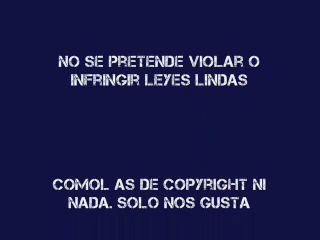 NO SE PRETENDE VIOLAR O
INFRINGIR LEYES LINDAS
COMOL AS DE COPYRIGHT NI
NADA. SOLO NOS GUSTA